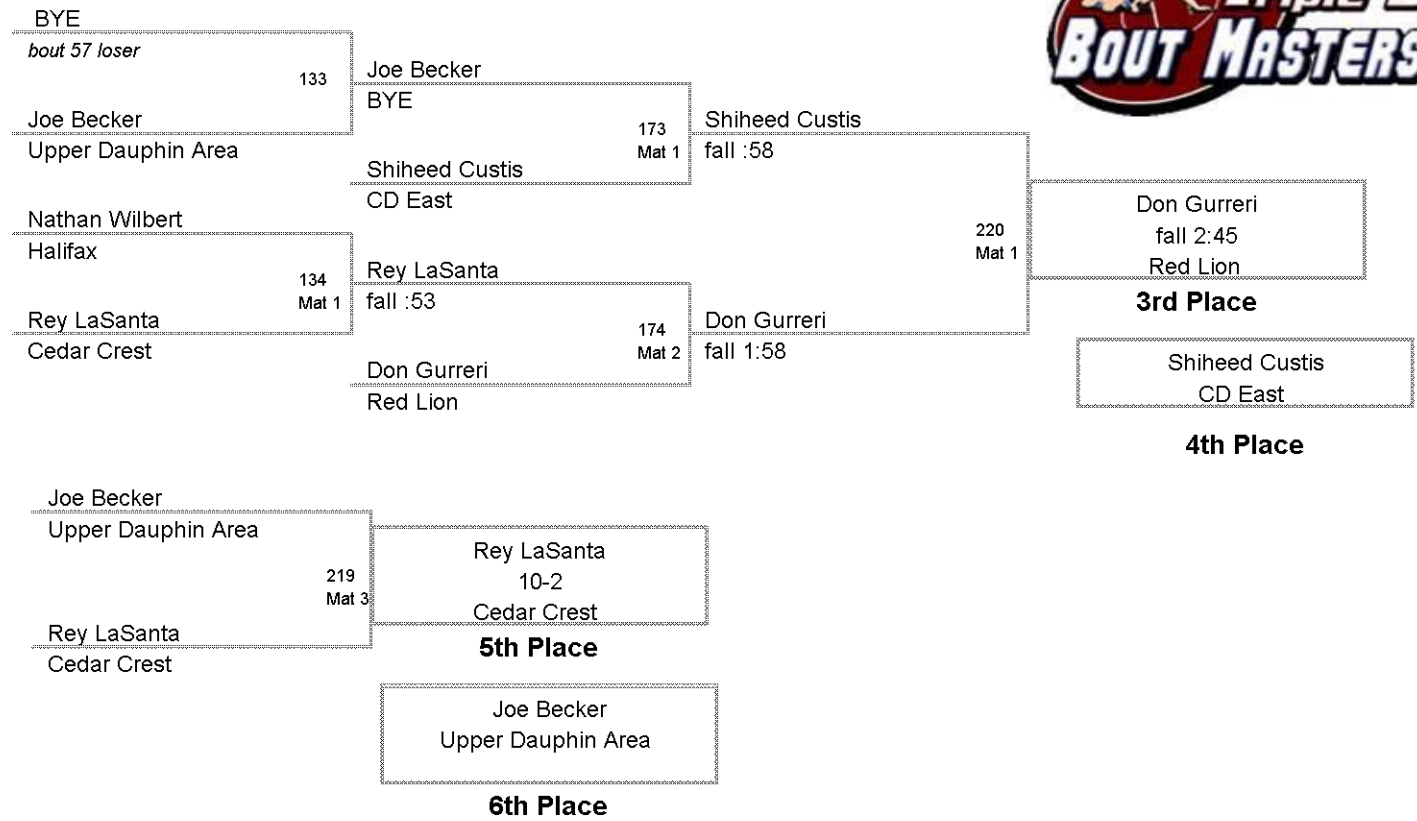 BYE
bout 57 loser
133
Joe Becker
Upper Dauphin Area
Nathan Wilbert
Halifax
134
Mat 1
Rey LaSanta
Cedar Crest
Joe Becker
BYE
Shiheed Custis
CD East
Rey LaSanta
fall :53
Don Gurreri
Red Lion
173
Mat 1
Shiheed Custis
fall :58
174
Mat 2
Don Gurreri
fall 1:58
220
Mat 1
Don Gurreri
fall 2:45
Red Lion
3rd Place
Shiheed Custis
CD East
4th Place
BOUT MASTERS
Joe Becker
Upper Dauphin Area
219
Mat 3
Rey LaSanta
Cedar Crest
Rey LaSanta
10-2
Cedar Crest
5th Place
Joe Becker
Upper Dauphin Area
6th Place